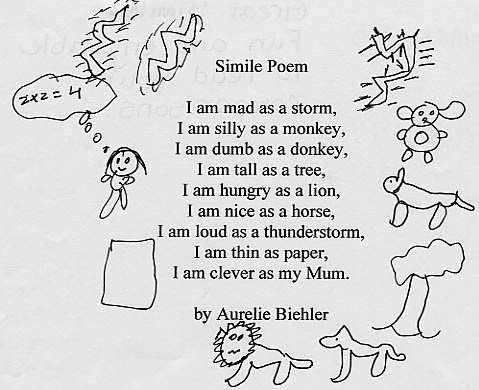 Simile Poem
2x2=4
I am mad as a storm,
I am silly as a monkey,
I am dumb as a donkey,
I am tall as a tree,
I am hungry as a lion,
I am nice as a horse,
I am loud as a thunderstorm,
I am thin as paper,
I am clever as my Mum.
by Aurelie Biehler